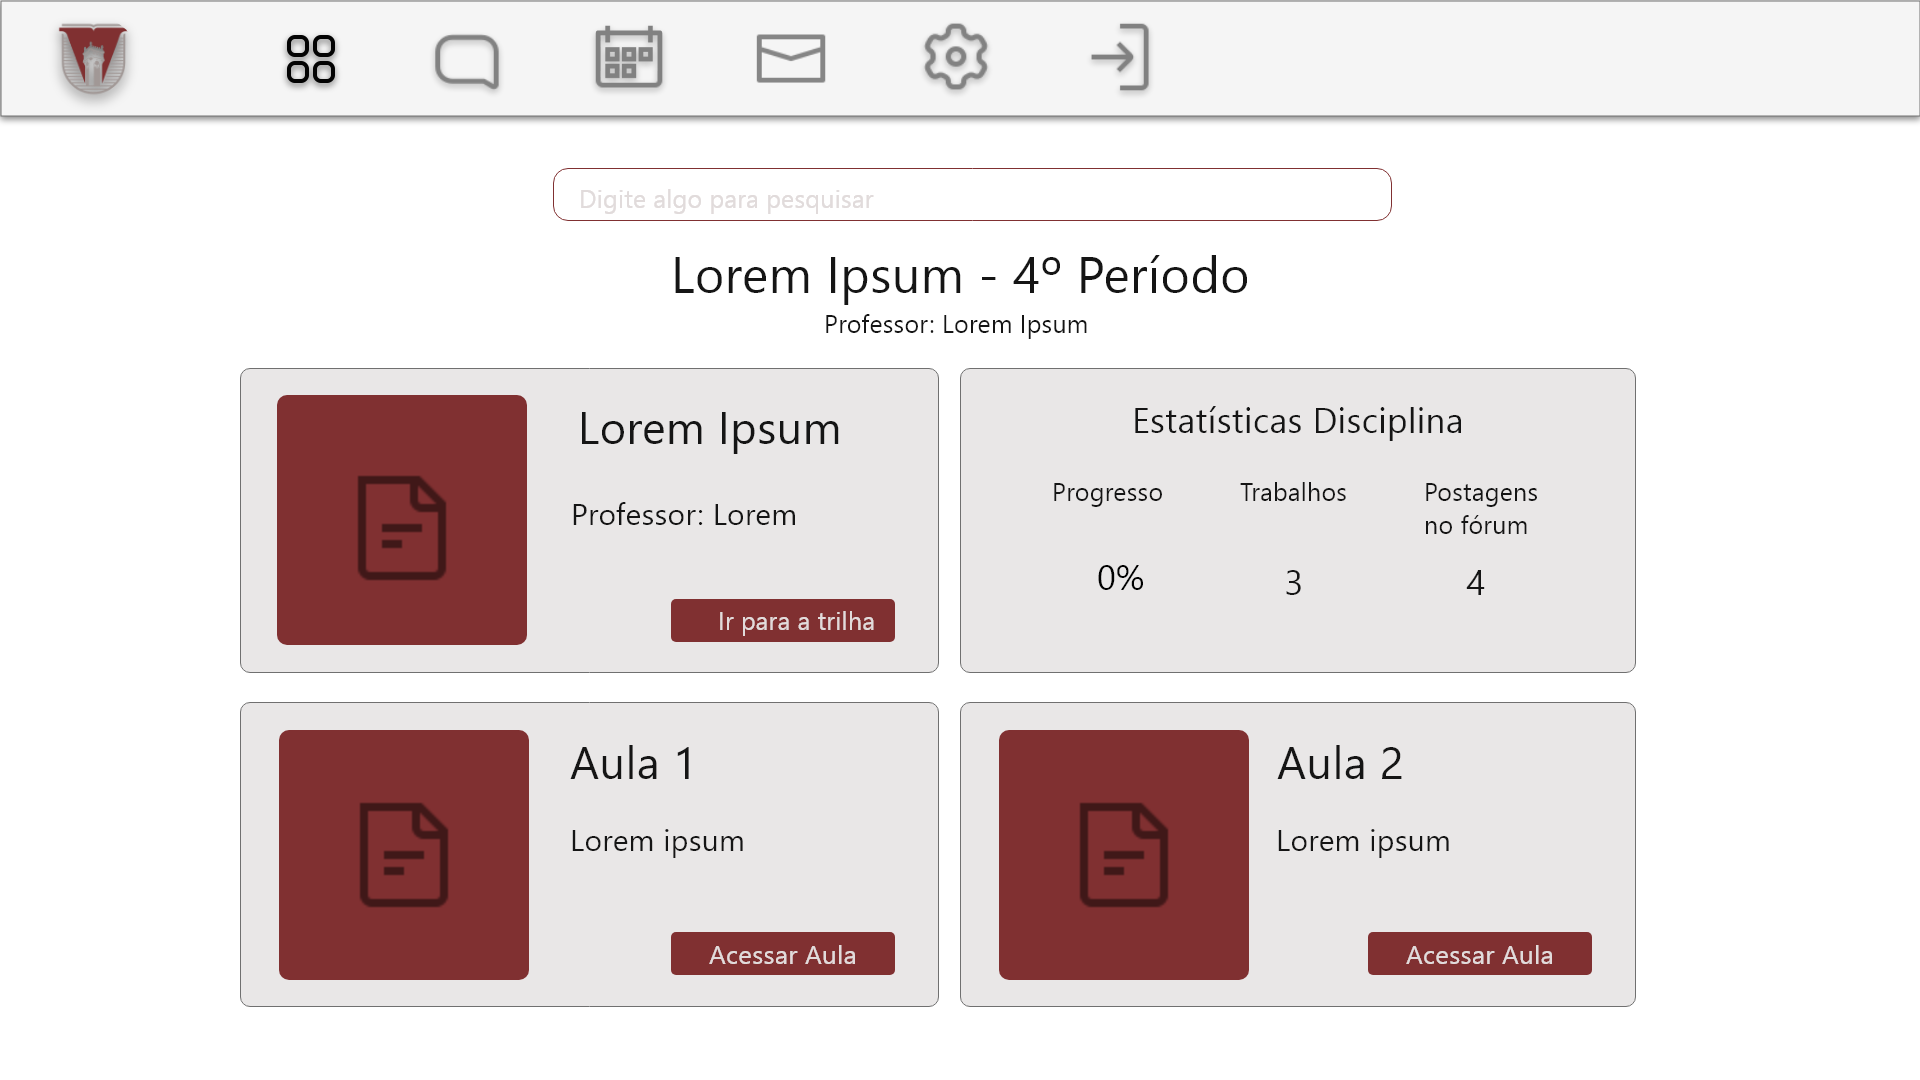 Digite algo para pesquisar
Lorem Ipsum - 4º Período
Professor: Lorem Ipsum
Lorem Ipsum
Professor: Lorem
Ir para a trilha
Estatísticas Disciplina
Progresso
Trabalhos
Postagens
no fórum
0%
3
4
Aula 1
Lorem ipsum
Acessar Aula
Aula 2
Lorem ipsum
Acessar Aula